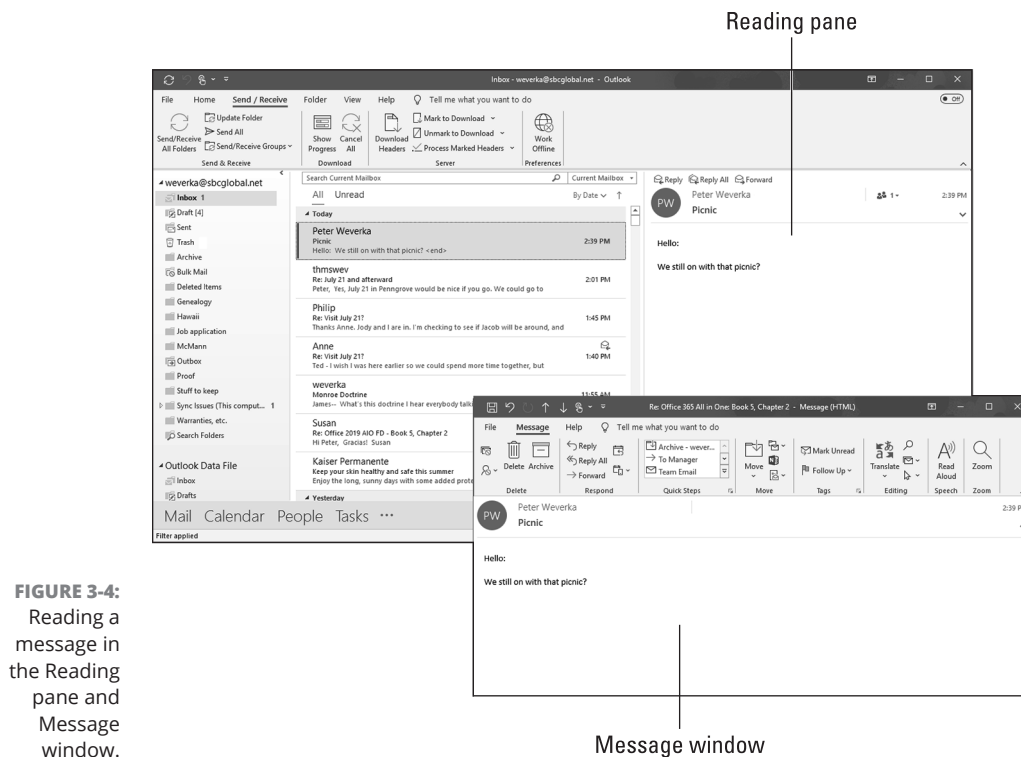 Reading pane
Inbox - weverka@sbcglobal.net - Outlook
File Home Send / Receive Folder View Help Tell me what you want to do
Off
Send/Receive
All Folders
Update Folder
Send All
Send/Receive Groups
Send & Receive
Show
Progress
Cancel
All
Download
Download
Headers
Mark to Download
Unmark to Download
Process Marked Headers
Server
Work
Offline
Preferences
weverka@sbcglobal.net
Inbox 1
Draft [4]
Sent
Trash
Archive
Bulk Mail
Deleted Items
Genealogy
Hawaii
Job application
McMann
Outbox
Proof
Stuff to keep
Sync Issues (This comput... 1
Warranties, etc.
Search Folders
Outlook Data File
Inbox
Drafts
Mail Calendar People Tasks ...
Filter applied
Search Current Mailbox Current Mailbox
All Unread By Date
Today
Peter Weverka
Picnic 2:39 PM
Hello: We still on with that picnic? <end>
thmswev
Re: July 21 and afterward 2:01 PM
Peter, Yes, July 21 in Penngrove would be nice if you go. We could go to
Philip
Re: Visit July 21? 1:45 PM
Thanks Anne. Jody and I are in. I'm checking to see if Jacob will be around, and
Anne
Re: Visit July 21? 1:40 PM
Ted - I wish I was here earlier so we could spend more time together, but
weverka
Monroe Doctrine 11:55 AM
James-- What's this doctrine I hear everybody talki
Susan
Re: Office 2019 AIO FD - Book 5, Chapter 2
Hi Peter, Gracias! Susan
Kaiser Permanente
Keep your skin healthy and safe this summer
Enjoy the long, sunny days with some added prote
Yesterday
Reply Reply All Forward
PW
Peter Weverka
Picnic
1
2:39 PM
Hello:
We still on with that picnic?
Re: Office 365 All in One: Book 5, Chapter 2 - Message (HTML)
File Message Help Tell me what you want to do
Delete Archive
Delete
Reply
Reply All
Forward
Respond
Archive - wever...
To Manager
Team Email
Quick Steps
Move
Move
Mark Unread
Follow Up
Tags
Translate
Editing
Read
Aloud
Speech
Zoom
Zoom
PW
Peter Weverka
Picnic
2:39 P
Hello:
We still on with that picnic?
Message window
FIGURE 3-4:
Reading a
message in
the Reading
pane and
Message
window.